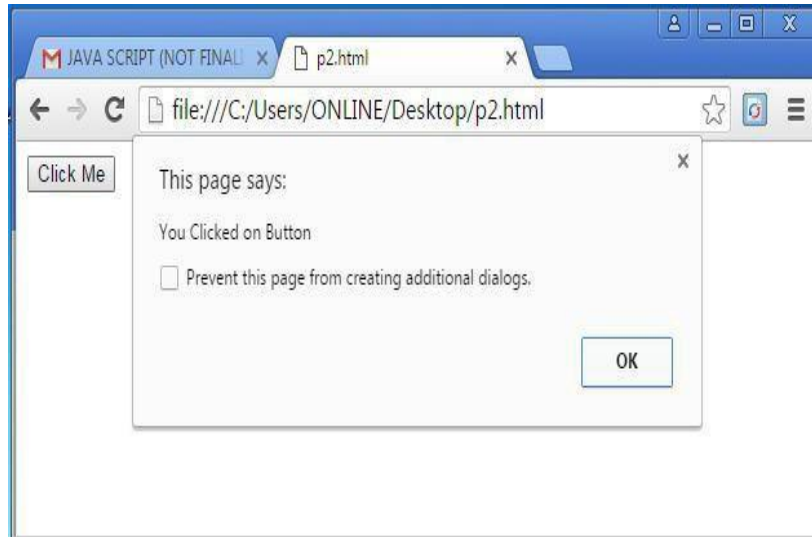 JAVA SCRIPT (NOT FINAL
p2.html
file:///C:/Users/ONLINE/Desktop/p2.html
Click Me
This page says:
You Clicked on Button
Prevent this page from creating additional dialogs.
OK